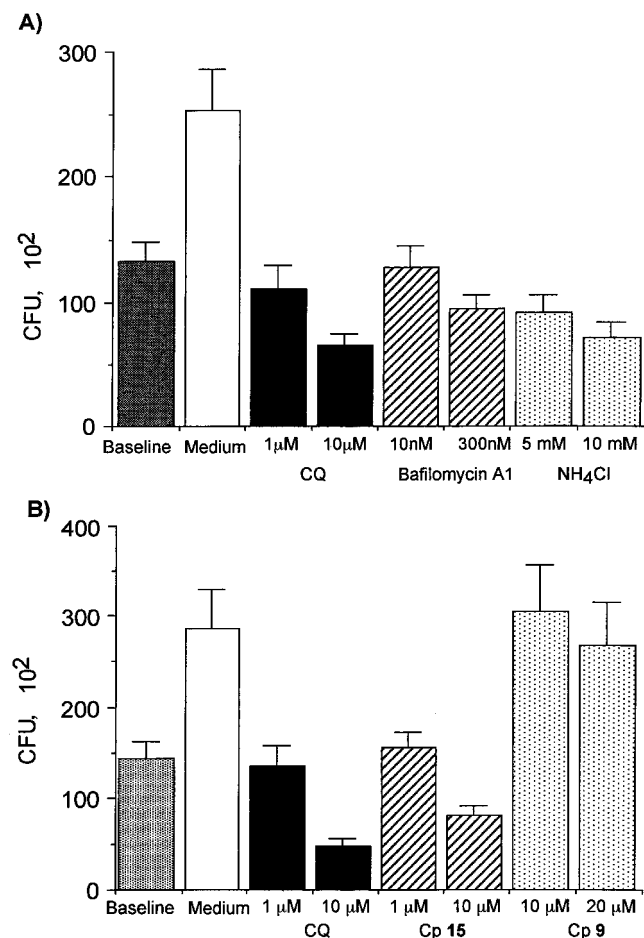 A)
300
200
100
0
CFU, 10²
Baseline Medium 1μM 10μM 10nM 300nM 5 mM 10 mM
CQ Bafilomycin A1 NH₄Cl
B)
400
300
200
100
0
CFU, 10²
Baseline Medium 1 μM 10 μM 1 μM 10 μM 10 μM 20 μM
CQ Cp 15 Cp 9